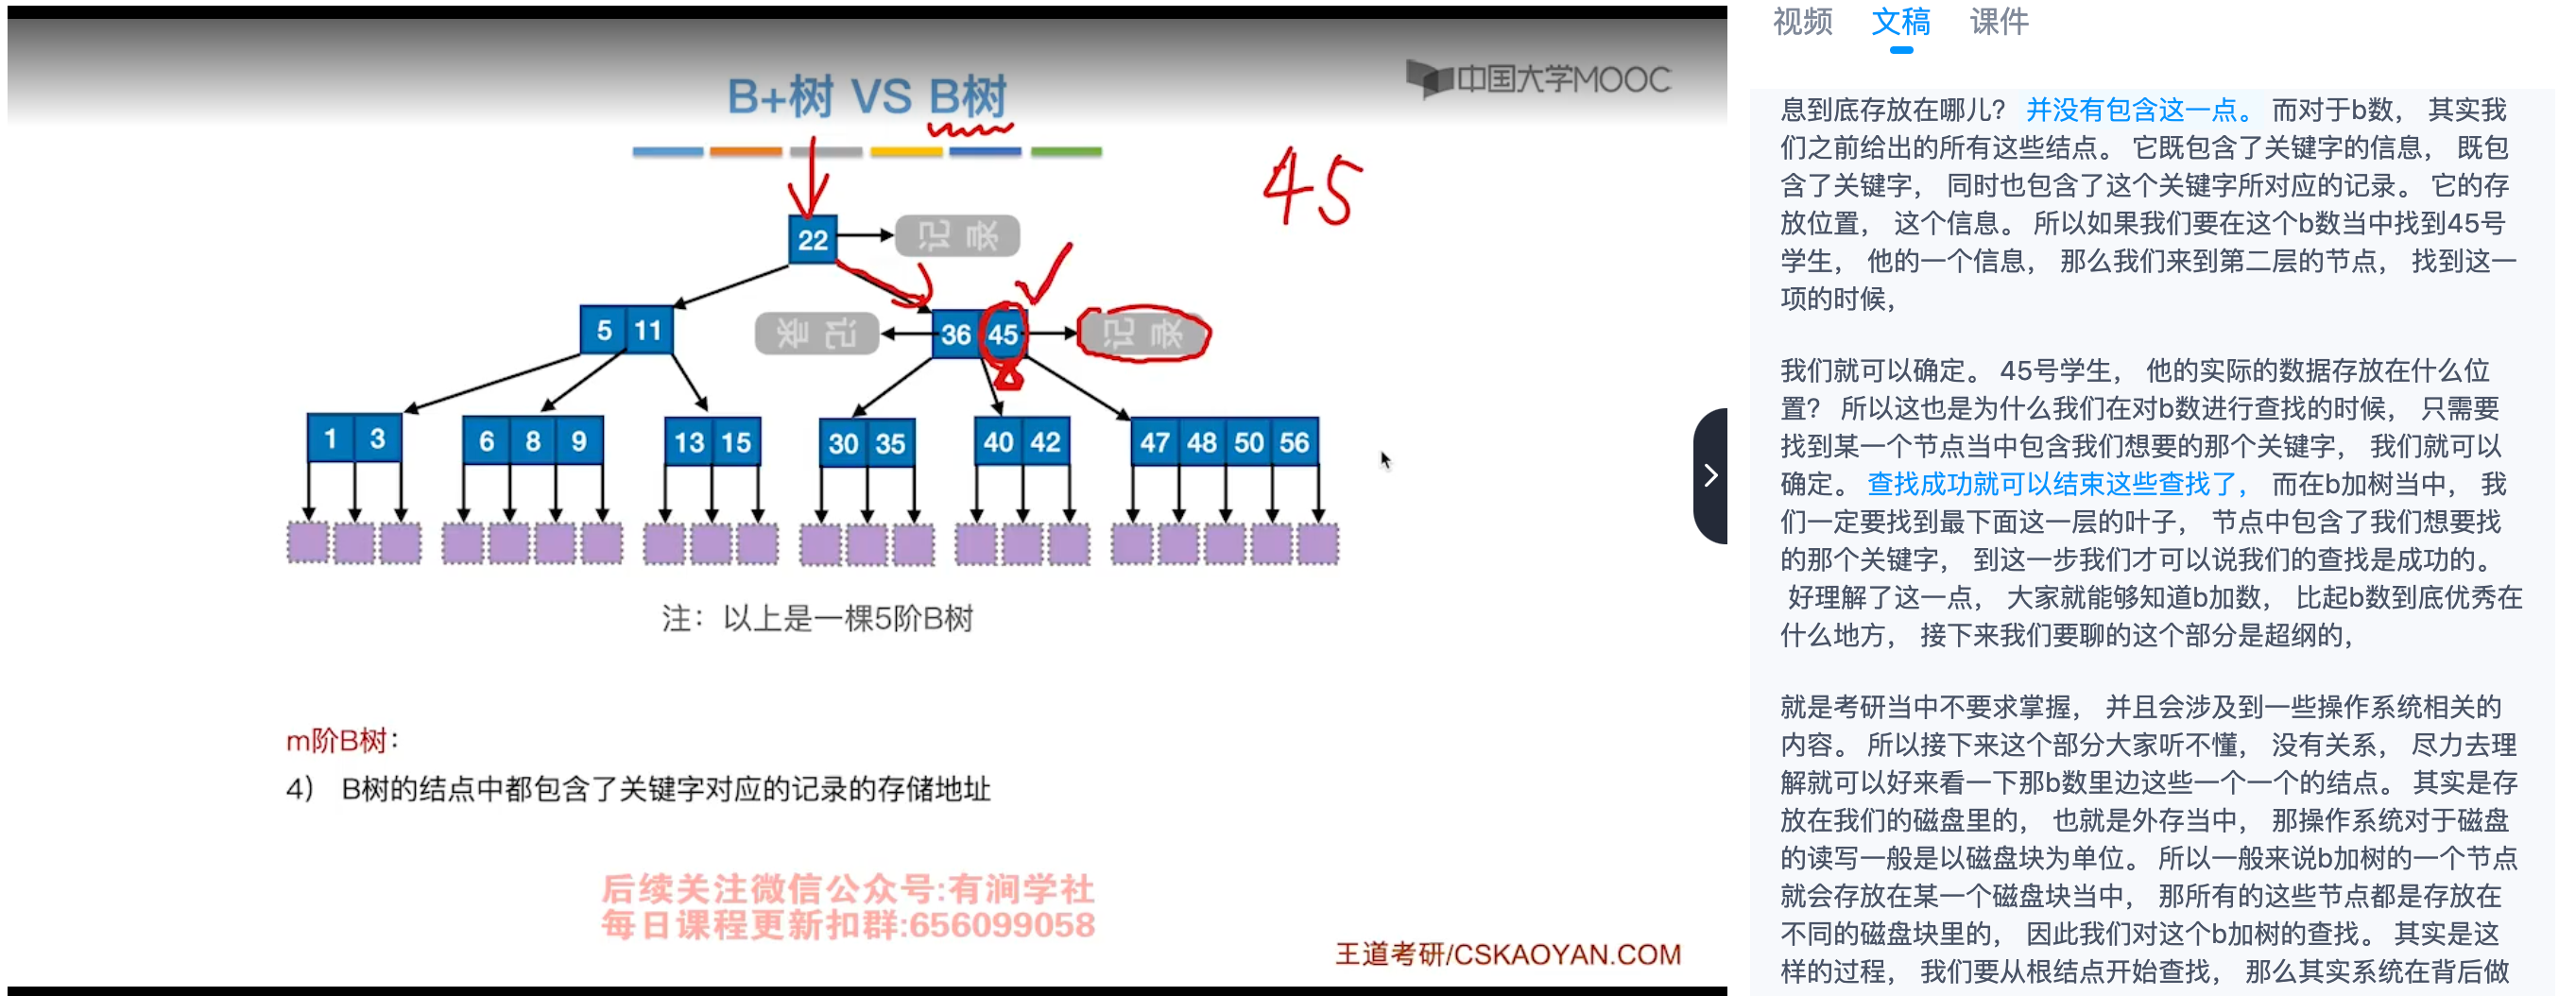 B+树 VS B树
中国大学MOOC
45
22
记录
5 11
记录
36 45
记录
1 3
6 8 9
13 15
30 35
40 42
47 48 50 56
注：以上是一棵5阶B树
m阶B树：
4） B树的结点中都包含了关键字对应的记录的存储地址
后续关注微信公众号:有涧学社
每日课程更新扣群:656099058
王道考研/CSKAOYAN.COM
视频 文稿 课件
息到底存放在哪儿？ 并没有包含这一点。 而对于b数， 其实我
们之前给出的所有这些结点。 它既包含了关键字的信息， 既包
含了关键字， 同时也包含了这个关键字所对应的记录。 它的存
放位置， 这个信息。 所以如果我们要在这个b数当中找到45号
学生， 他的一个信息， 那么我们来到第二层的节点， 找到这一
项的时候，
我们就可以确定。 45号学生， 他的实际的数据存放在什么位
置？ 所以这也是为什么我们在对b数进行查找的时候， 只需要
找到某一个节点当中包含我们想要的那个关键字， 我们就可以
确定。 查找成功就可以结束这些查找了， 而在b加树当中， 我
们一定要找到最下面这一层的叶子， 节点中包含了我们想要找
的那个关键字， 到这一步我们才可以说我们的查找是成功的。
好理解了这一点， 大家就能够知道b加数， 比起b数到底优秀在
什么地方， 接下来我们要聊的这个部分是超纲的，
就是考研当中不要求掌握， 并且会涉及到一些操作系统相关的
内容。 所以接下来这个部分大家听不懂， 没有关系， 尽力去理
解就可以好来看一下那b数里边这些一个一个的结点。 其实是存
放在我们的磁盘里的， 也就是外存当中， 那操作系统对于磁盘
的读写一般是以磁盘块为单位。 所以一般来说b加树的一个节点
就会存放在某一个磁盘块当中， 那所有的这些节点都是存放在
不同的磁盘块里的， 因此我们对这个b加树的查找。 其实是这
样的过程， 我们要从根结点开始查找， 那么其实系统在背后做